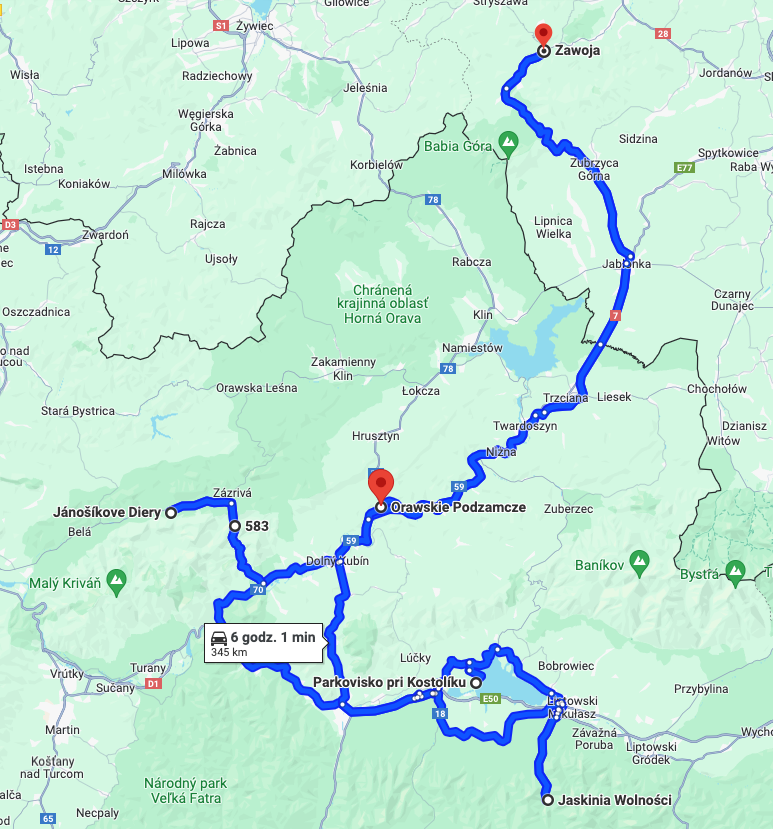 Szczyrk
Gilowice
Stryszawa
S1
Żywiec
Zawoja
28
Lipowa
Jordanów
Wisła
Radziechowy
Jeleśnia
Węgierska
Górka
Sidzina
Babia Góra
Żabnica
Spytkowice
Istebna
Korbielów
Zubrzyca
Górna
E77
Raba Wy
Koniaków
Milówka
78
Lipnica
Wielka
D3
Rajcza
Zwardoń
12
Ujsoły
Rabcza
Jabłonka
Chránená
krajinná oblasť
Horná Orava
Czarny
Dunajec
Oszczadnica
Klin
7
Namiestów
Zakamienny
Klin
78
Orawska Leśna
Łokcza
Trzciana
Liesek
Chochołów
Stará Bystrica
Twardoszyn
Dzianisz
Witów
Hrusztyn
Niżna
59
Zázrivá
Orawskie Podzamcze
Jánošíkove Diery
Zuberzec
583
Belá
59
Dolný Kubín
Baníkov
Bystrá
Malý Kriváň
70
6 godz. 1 min
345 km
Lúčky
Bobrowiec
Vrútky
Turany
Parkovisko pri Kostolíku
D1
Sučany
E50
Przybylina
Liptowski
Mikułasz
18
Martin
Závažná
Poruba
Wycho
Liptowski
Gródek
Košťany
nad Turcom
Národný park
Veľká Fatra
Jaskinia Wolności
Necpaly
65